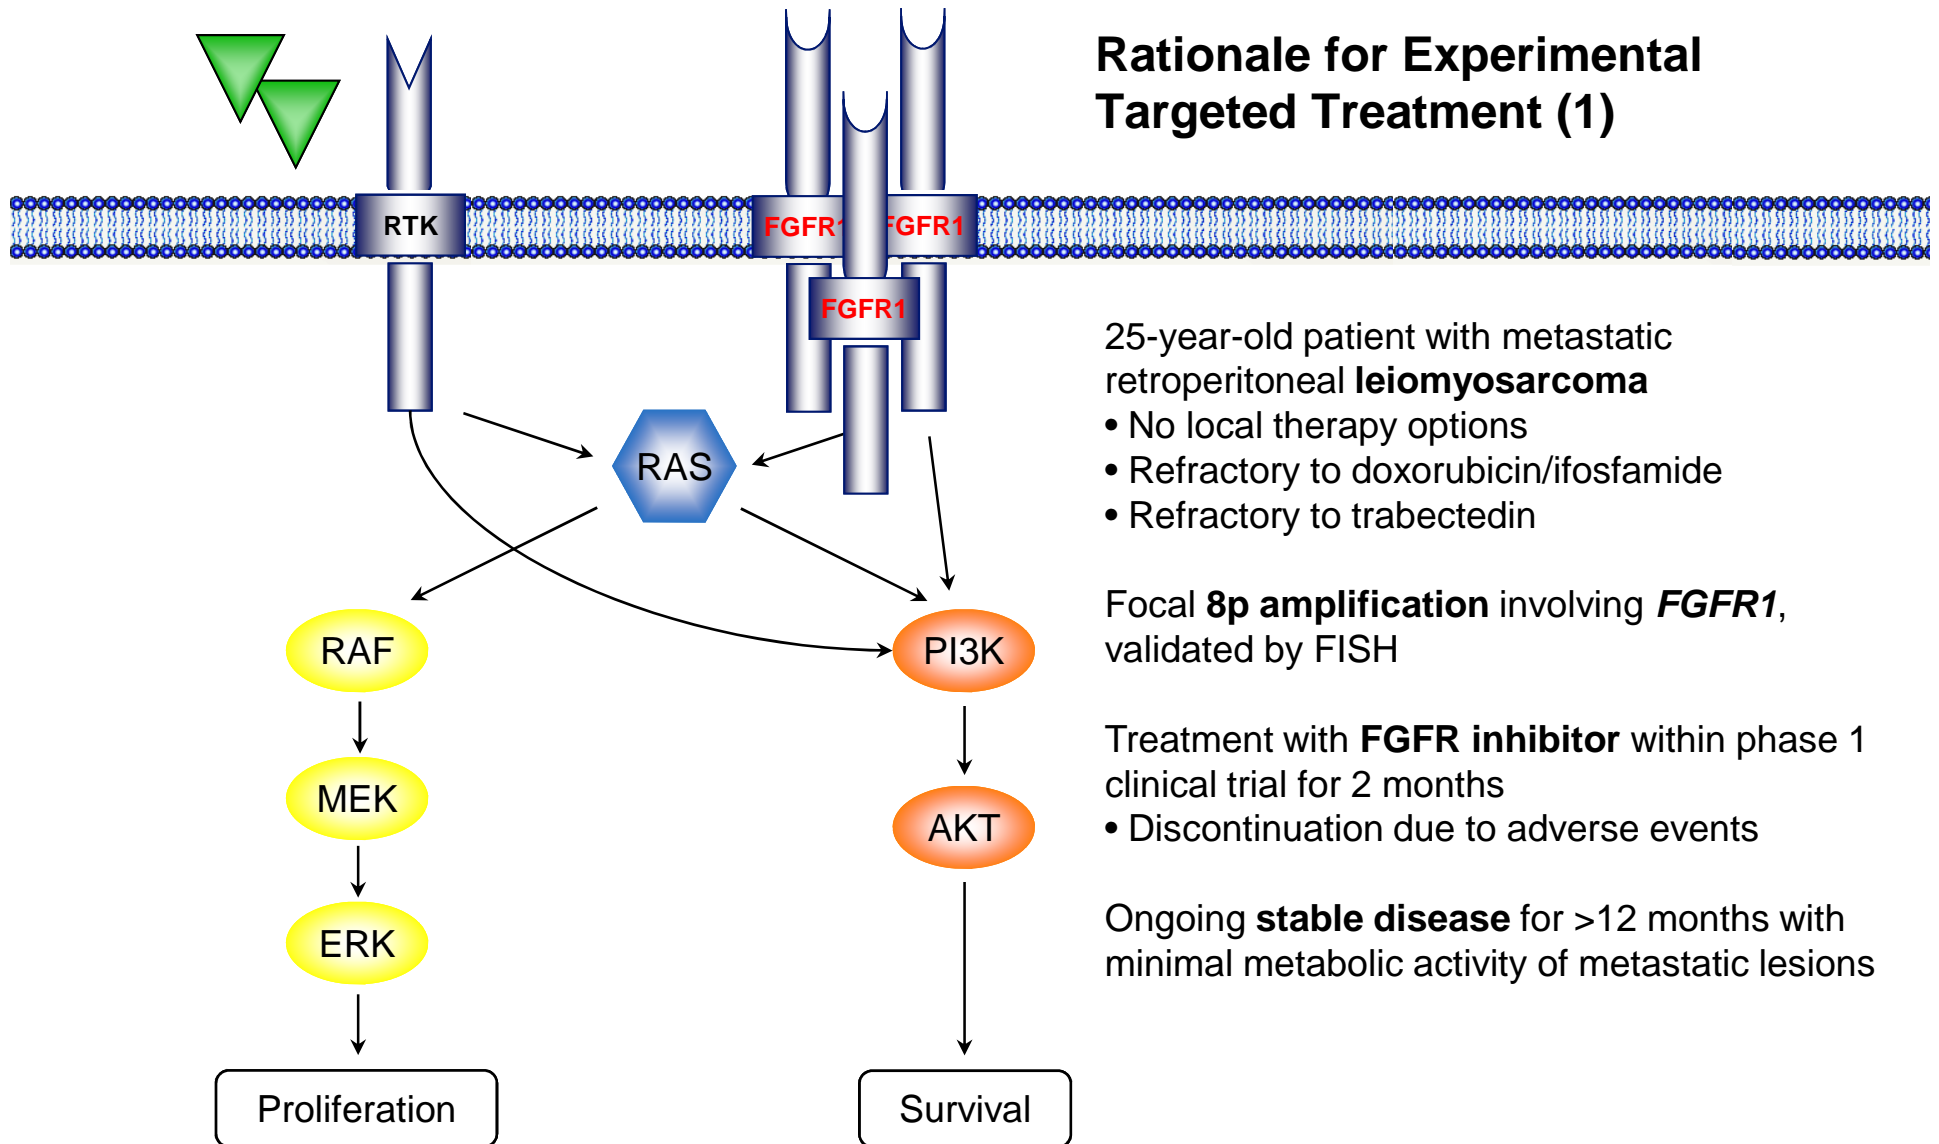 Rationale for Experimental
Targeted Treatment (1)
RTK
FGFR1
FGFR1
FGFR1
25-year-old patient with metastatic
retroperitoneal leiomyosarcoma
• No local therapy options
• Refractory to doxorubicin/ifosfamide
• Refractory to trabectedin
RAS
Focal 8p amplification involving FGFR1,
validated by FISH
RAF
PI3K
Treatment with FGFR inhibitor within phase 1
clinical trial for 2 months
• Discontinuation due to adverse events
MEK
AKT
Ongoing stable disease for >12 months with
minimal metabolic activity of metastatic lesions
ERK
Proliferation
Survival